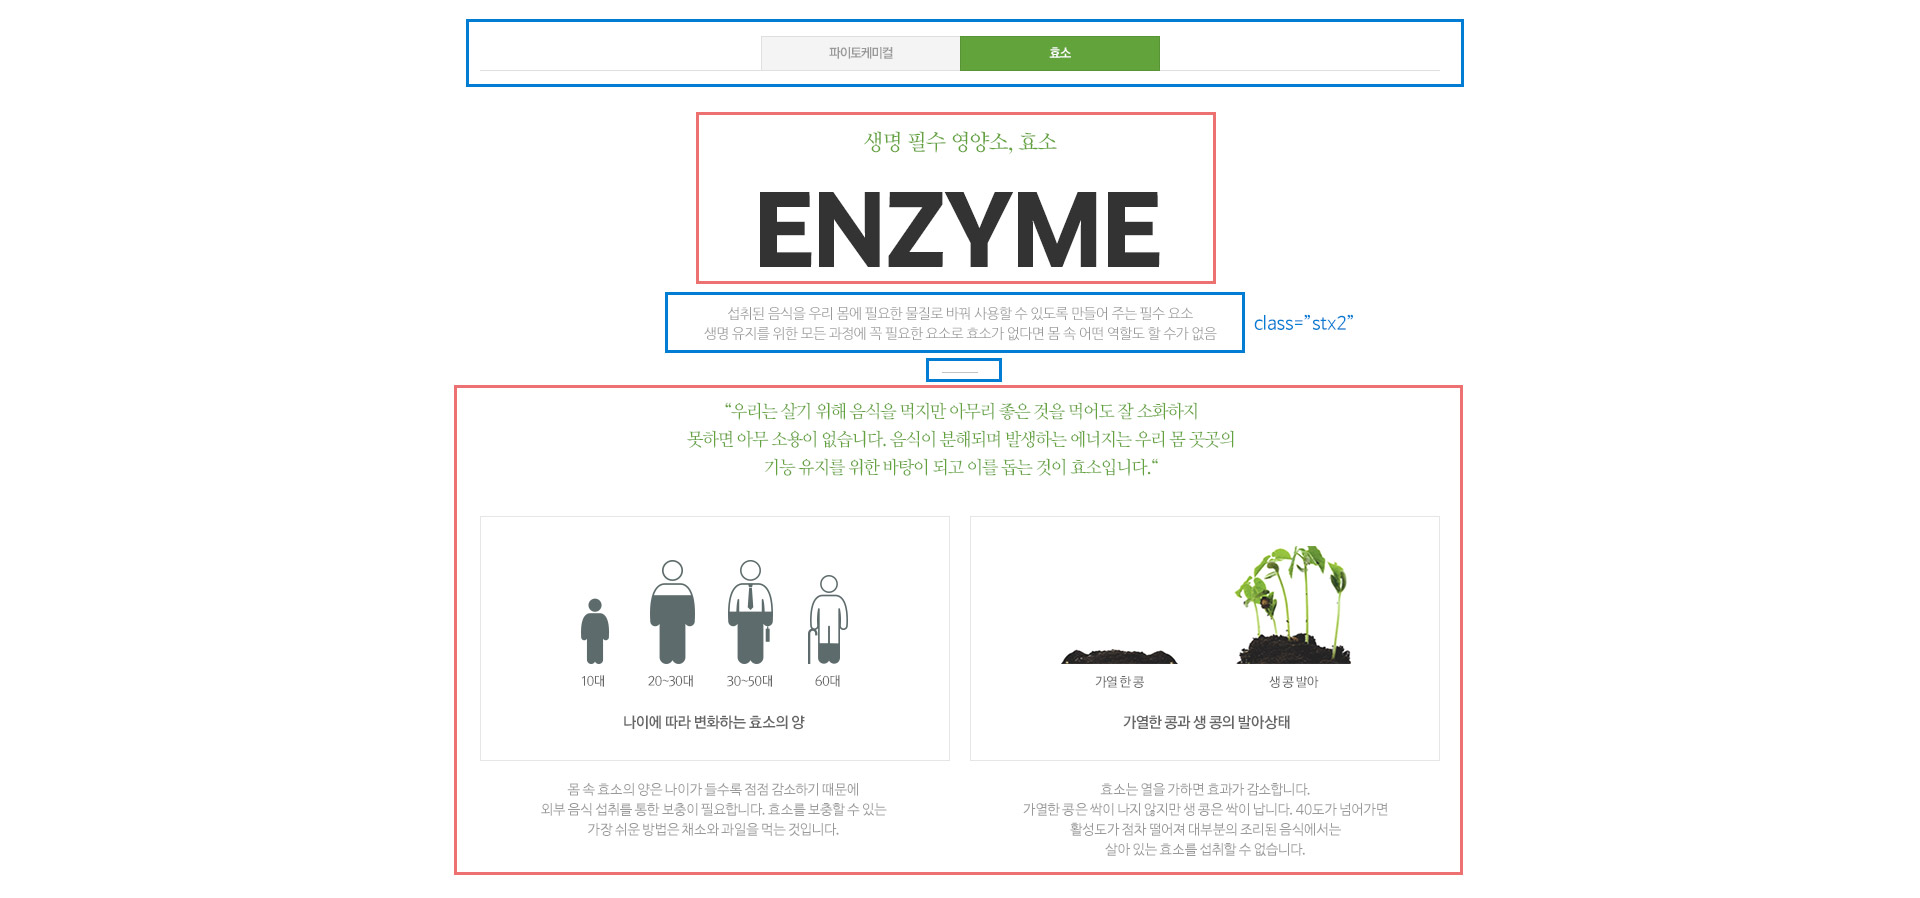 파이토케미컬
효소
생명 필수 영양소, 효소
ENZYME
섭취된 음식을 우리 몸에 필요한 물질로 바꿔 사용할 수 있도록 만들어 주는 필수 요소
생명 유지를 위한 모든 과정에 꼭 필요한 요소로 효소가 없다면 몸 속 어떤 역할도 할 수가 없음
class=”stx2”
“우리는 살기 위해 음식을 먹지만 아무리 좋은 것을 먹어도 잘 소화하지
못하면 아무 소용이 없습니다. 음식이 분해되며 발생하는 에너지는 우리 몸 곳곳의
기능 유지를 위한 바탕이 되고 이를 돕는 것이 효소입니다.“
10대
20~30대
30~50대
60대
나이에 따라 변화하는 효소의 양
가열 한 콩
생 콩 발아
가열한 콩과 생 콩의 발아상태
몸 속 효소의 양은 나이가 들수록 점점 감소하기 때문에
외부 음식 섭취를 통한 보충이 필요합니다. 효소를 보충할 수 있는
가장 쉬운 방법은 채소와 과일을 먹는 것입니다.
효소는 열을 가하면 효과가 감소합니다.
가열한 콩은 싹이 나지 않지만 생 콩은 싹이 납니다. 40도가 넘어가면
활성도가 점차 떨어져 대부분의 조리된 음식에서는
살아 있는 효소를 섭취할 수 없습니다.